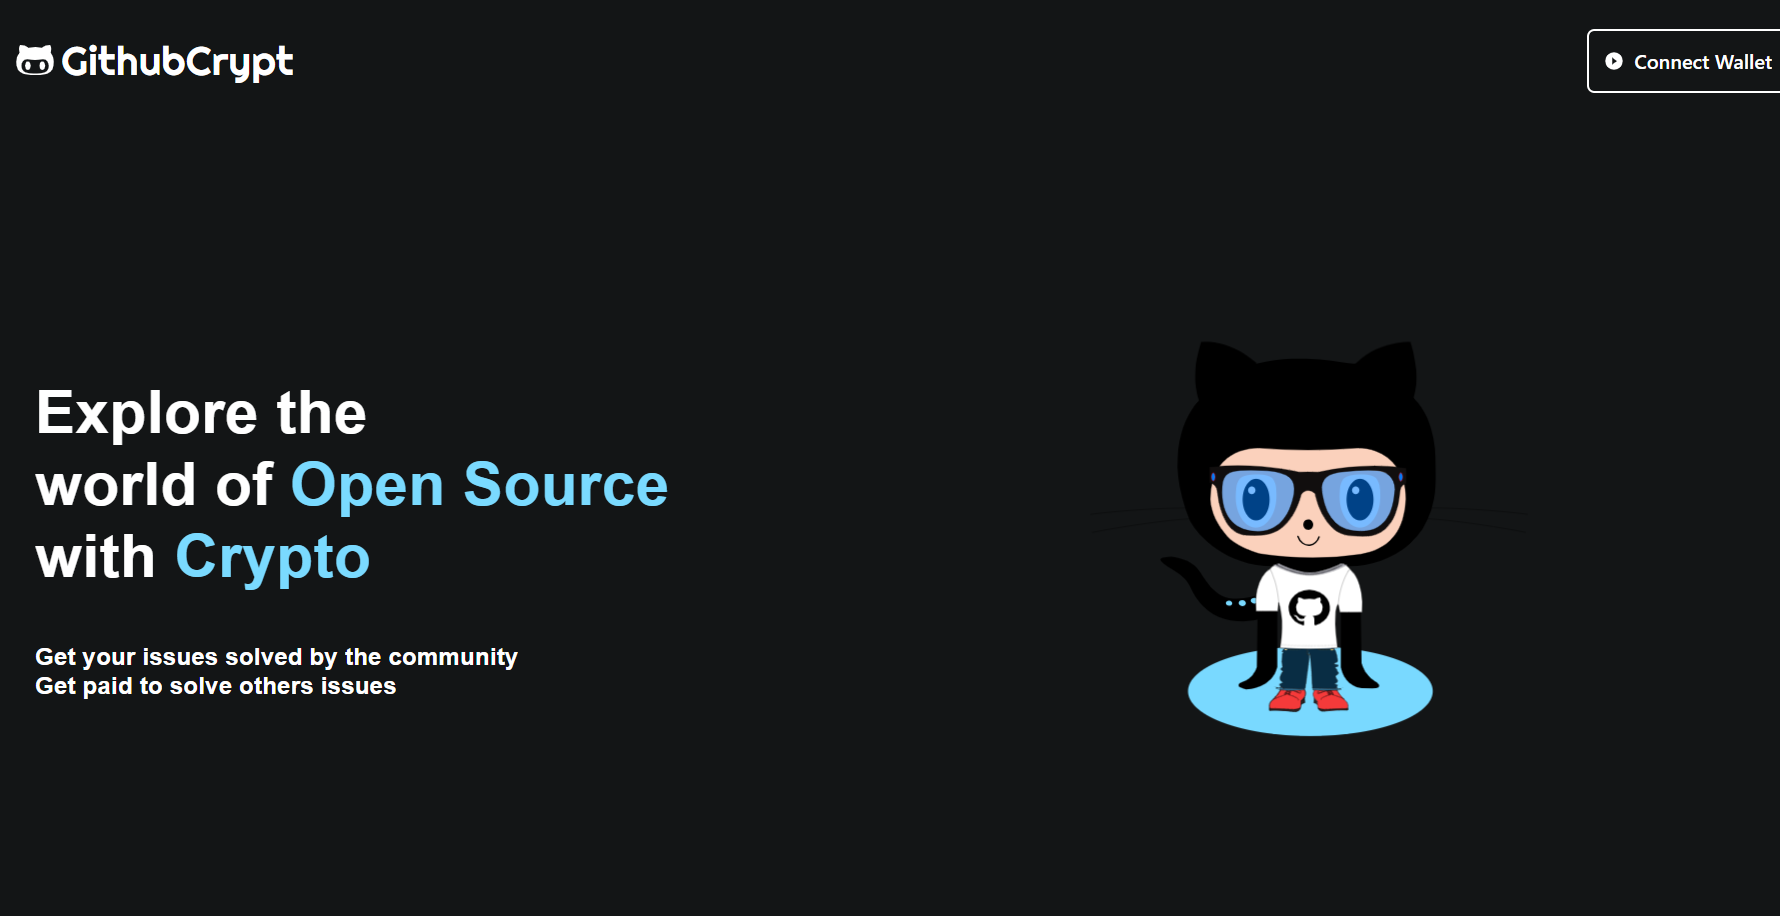 GithubCrypt
Connect Wallet
Explore the
world of Open Source
with Crypto
Get your issues solved by the community
Get paid to solve others issues